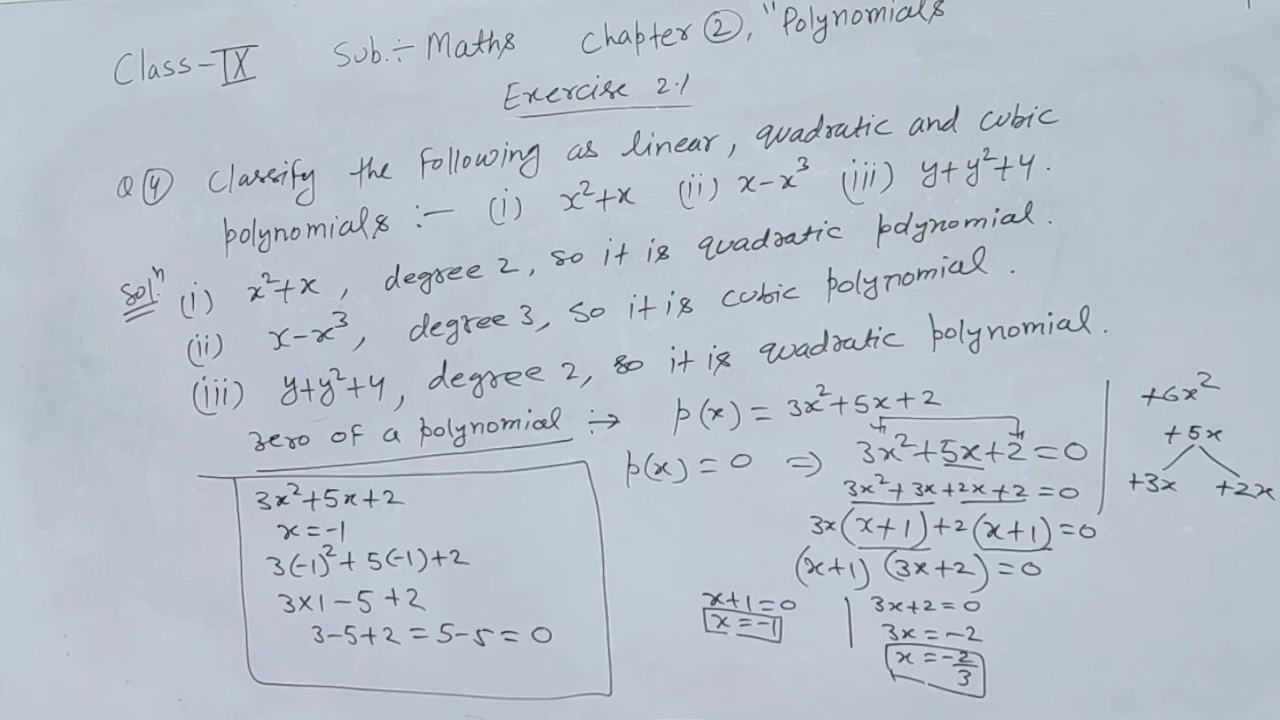 Class-IX Sub.÷ Maths Chapter ②, "Polynomials
Exercise 2.1
Q ④ Classify the following as linear, quadratic and cubic
polynomials :— (i) x²+x (ii) x-x³ (iii) y+y²+4.
Solⁿ. (i) x²+x, degree 2, so it is quadratic polynomial.
(ii) x-x³, degree 3, so it is cubic polynomial.
(iii) y+y²+4, degree 2, so it is quadratic polynomial.
zero of a polynomial :→ p(x) = 3x²+5x+2
p(x) = 0 ⇒ 3x²+5x+2=0
3x²+3x+2x+2=0
3x(x+1)+2(x+1)=0
(x+1) (3x+2)=0
x+1=0
x=-1
3x+2=0
3x=-2
x=-2/3
+6x²
+5x
+3x +2x
3x²+5x+2
x=-1
3(-1)²+5(-1)+2
3×1-5+2
3-5+2=5-5=0